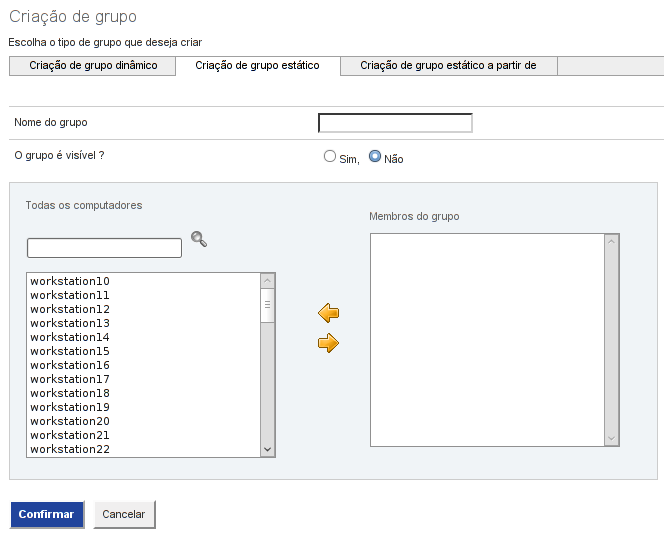 Criação de grupo
Escolha o tipo de grupo que deseja criar
Criação de grupo dinâmico
Criação de grupo estático
Criação de grupo estático a partir de
Nome do grupo
O grupo é visível ?
Sim, Não
Todas os computadores
Membros do grupo
workstation10
workstation11
workstation12
workstation13
workstation14
workstation15
workstation16
workstation17
workstation18
workstation19
workstation20
workstation21
workstation22
Confirmar
Cancelar